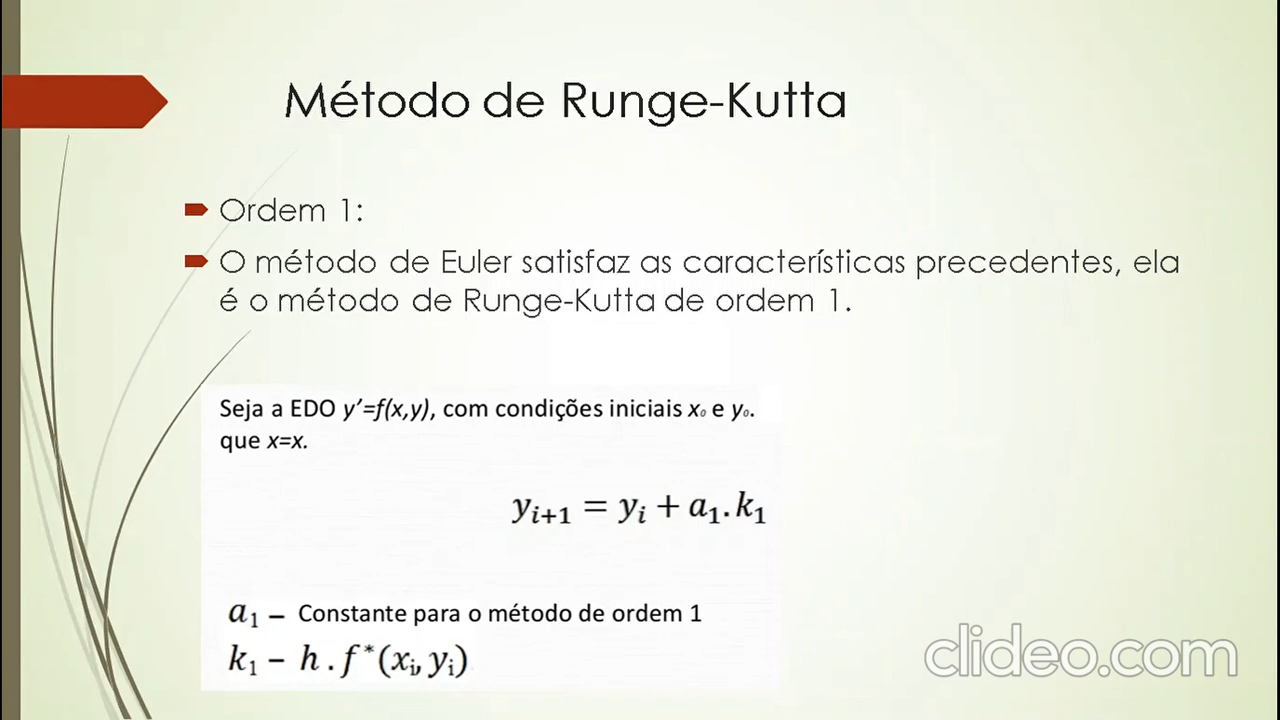 Método de Runge-Kutta
Ordem 1:
O método de Euler satisfaz as características precedentes, ela
é o método de Runge-Kutta de ordem 1.
Seja a EDO y’=f(x,y), com condições iniciais x₀ e y₀.
que x=x.
yᵢ₊₁ = yᵢ + a₁.k₁
a₁ – Constante para o método de ordem 1
k₁ – h . f*(xᵢ, yᵢ)
clideo.com